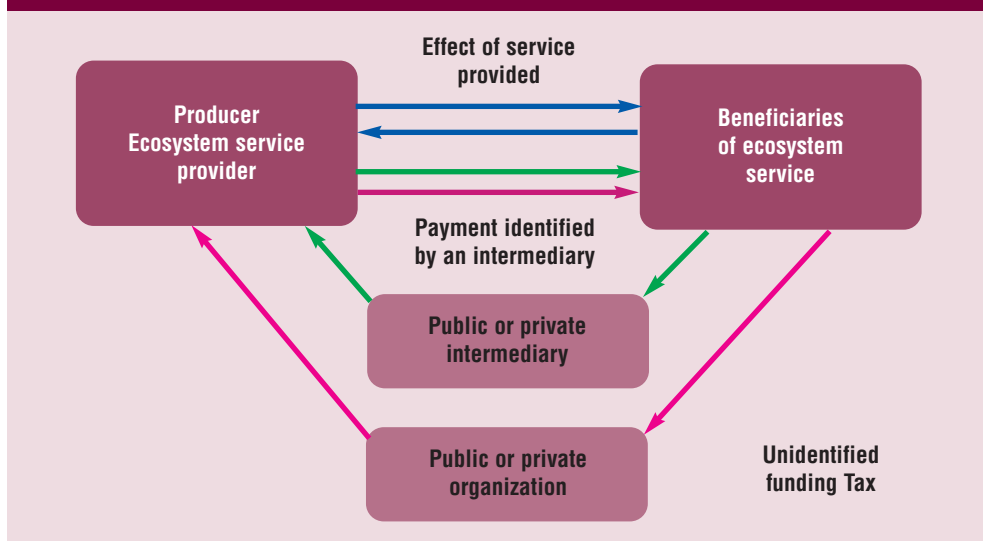 Effect of service
provided
Producer
Ecosystem service
provider
Beneficiaries
of ecosystem
service
Payment identified
by an intermediary
Public or private
intermediary
Public or private
organization
Unidentified
funding Tax